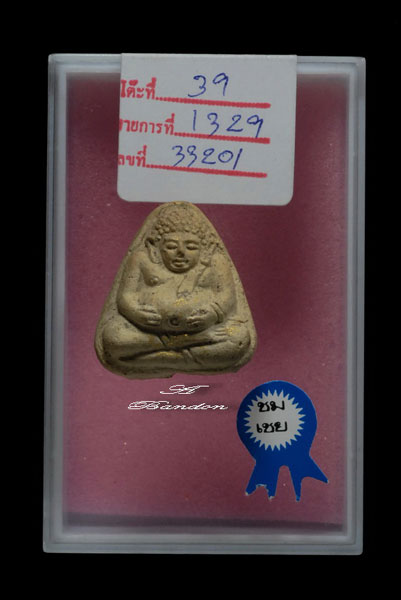 โต๊ะที่ 39
รายการที่ 1329
เลขที่ 33201
A
Bandon
ชม
เชย